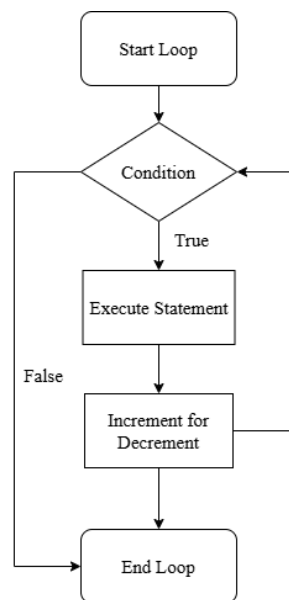 Start Loop
Condition
True
Execute Statement
False
Increment for
Decrement
End Loop